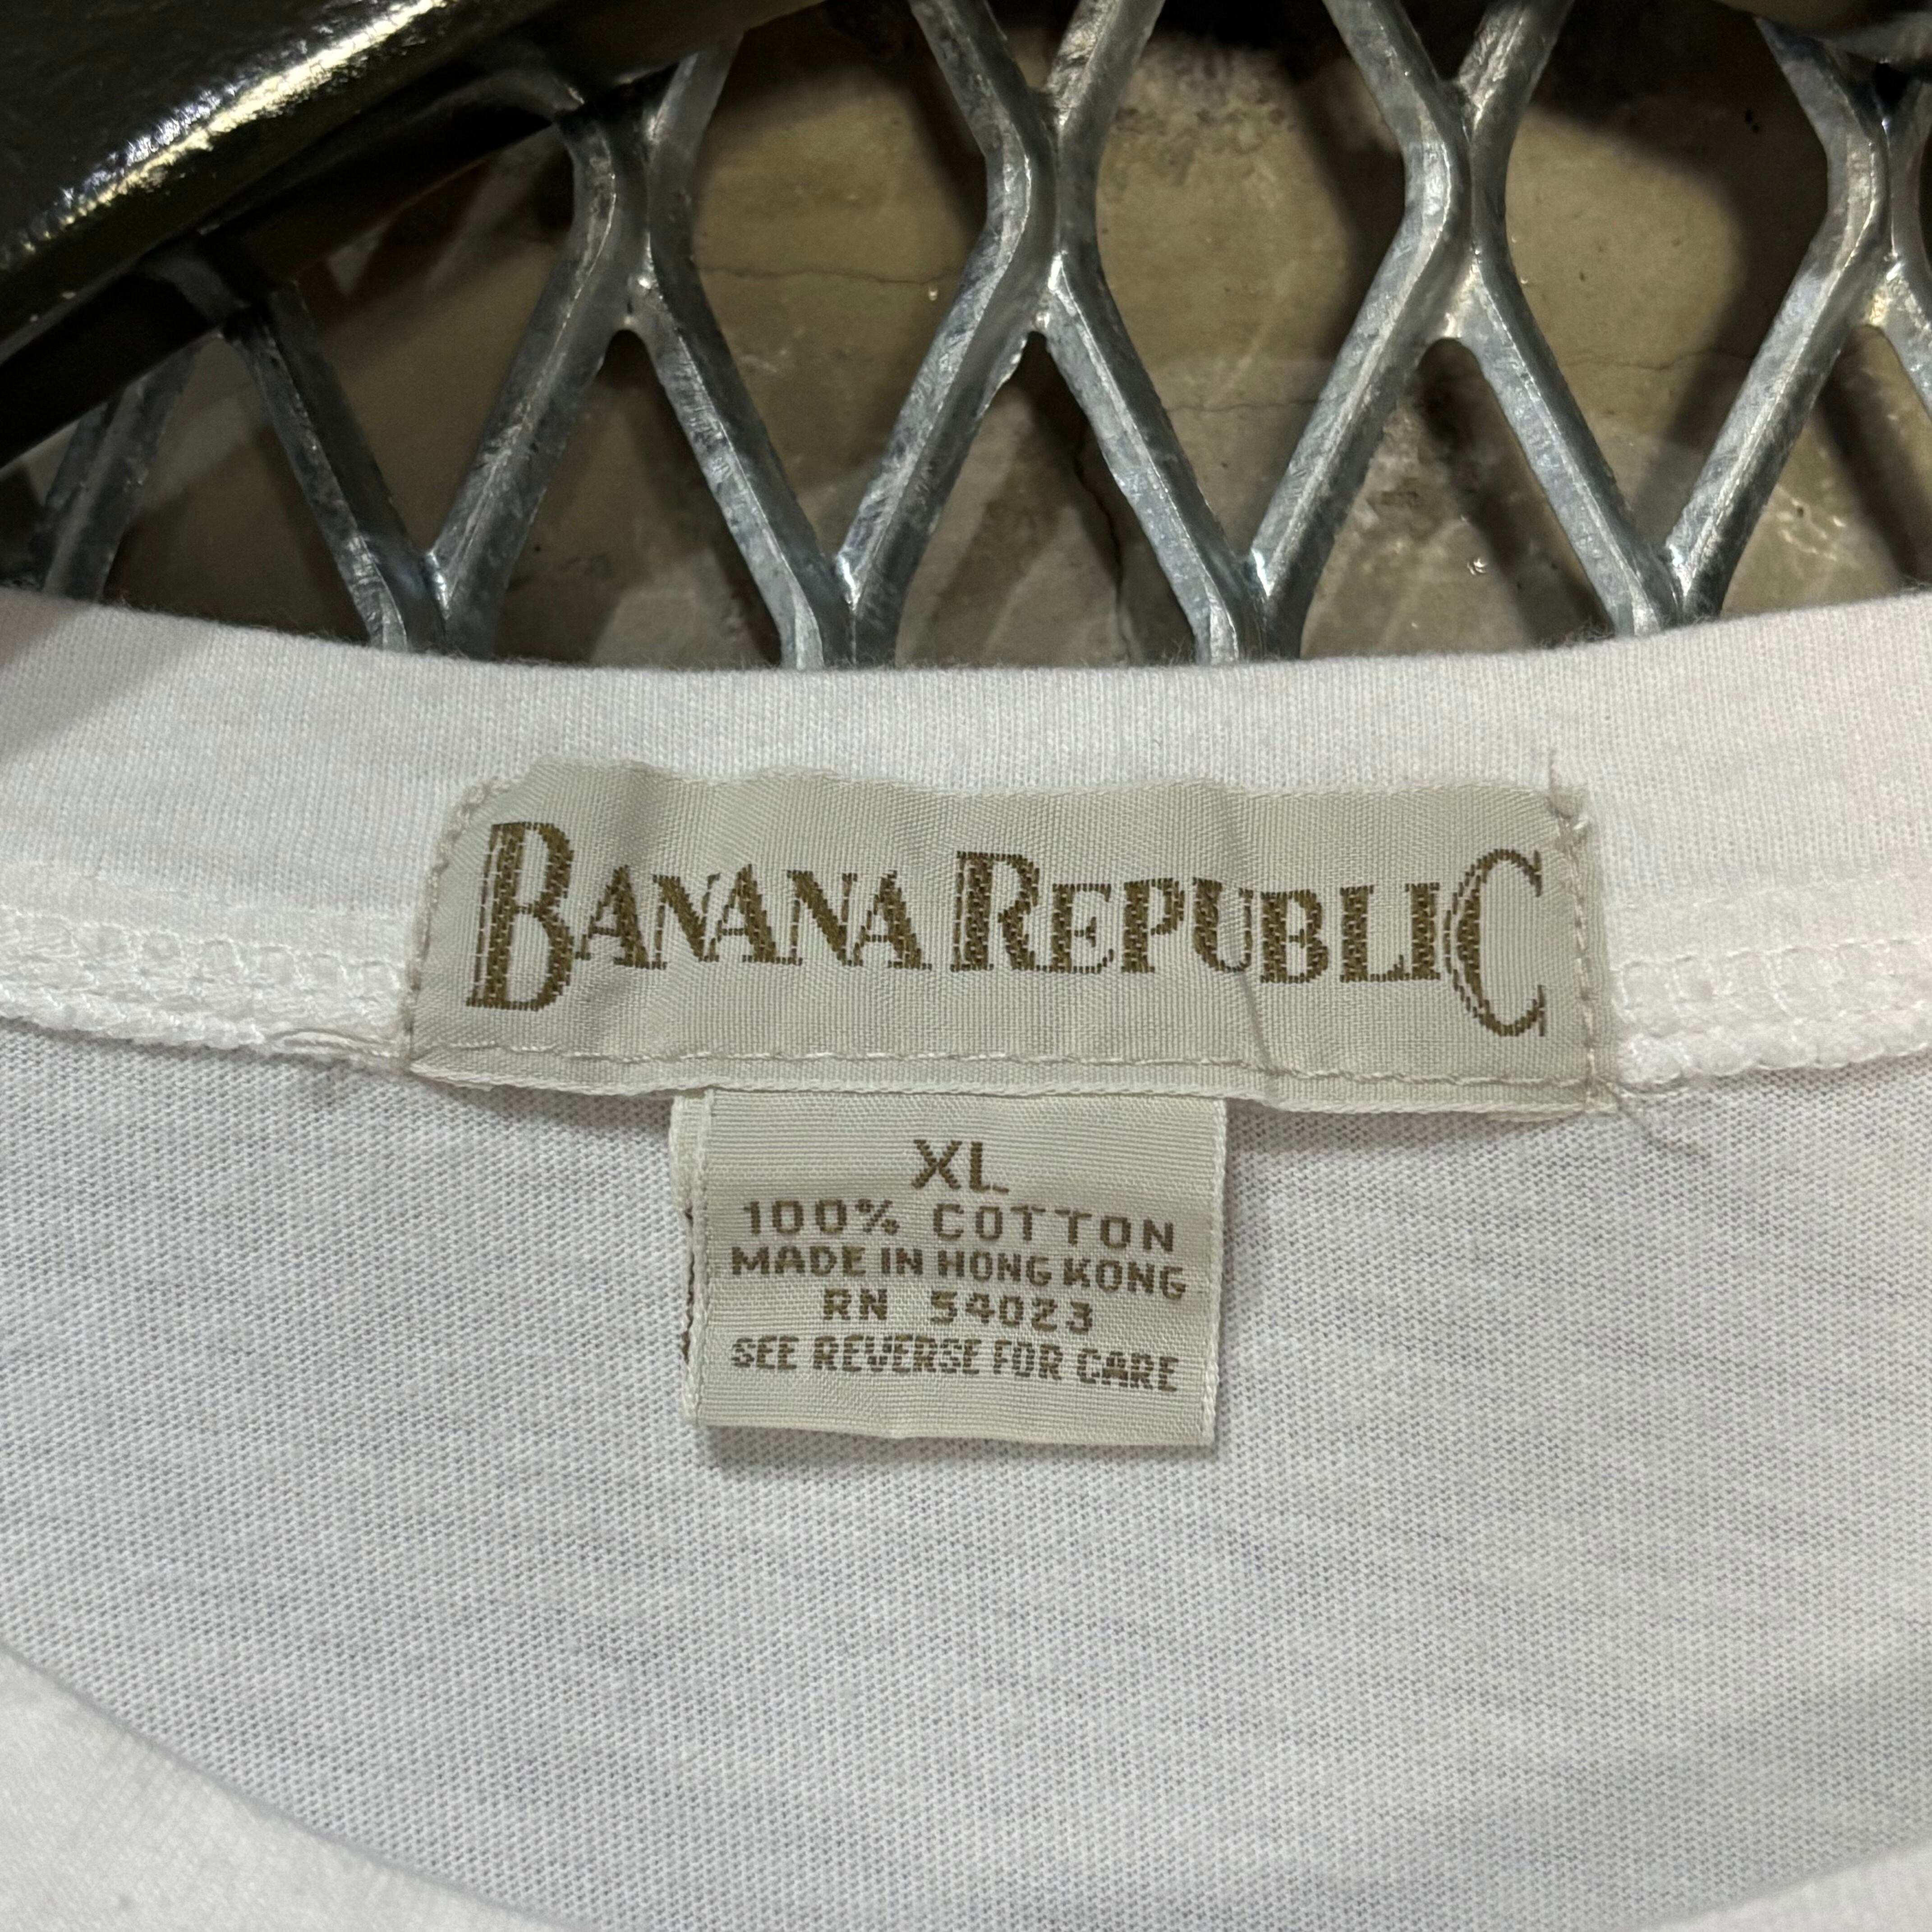 BANANA REPUBLIC
XL
100% COTTON
MADE IN HONG KONG
RN 54023
SEE REVERSE FOR CARE